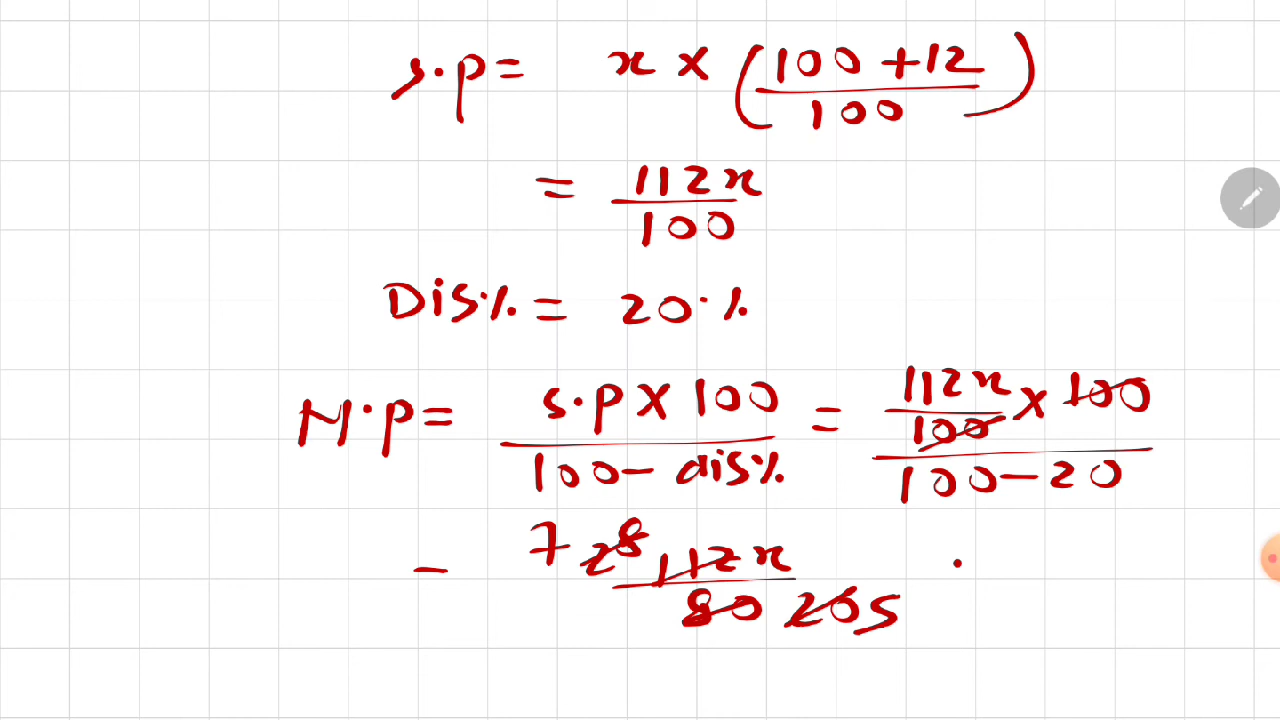 s.p = x × (100 + 12 / 100)
= 112x / 100
Dis.% = 20.%
M.p = s.p × 100 / 100 - dis% = 112x / 100 × 100 / 100 - 20
- 7 28 112x / 80 20 5 .